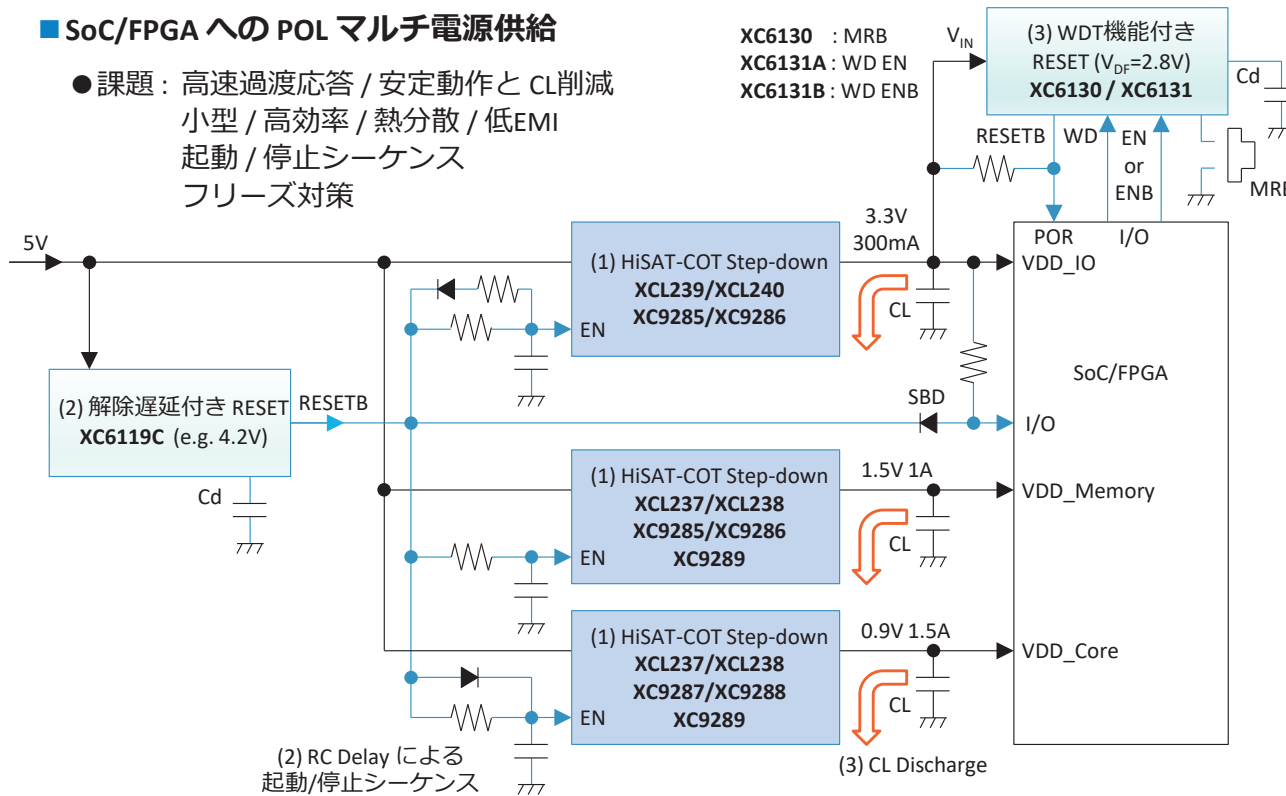 ■SoC/FPGA への POL マルチ電源供給
●課題 : 高速過渡応答 / 安定動作と CL削減
小型 / 高効率 / 熱分散 / 低EMI
起動 / 停止シーケンス
フリーズ対策
XC6130 : MRB
XC6131A : WD EN
XC6131B : WD ENB
VIN
(3) WDT機能付き
RESET (VDF=2.8V)
XC6130 / XC6131
Cd
RESETB
WD
EN
or
ENB
MRB
5V
(1) HiSAT-COT Step-down
XCL239/XCL240
XC9285/XC9286
EN
3.3V
300mA
CL
POR
I/O
VDD_IO
SoC/FPGA
(2) 解除遅延付き RESET
XC6119C (e.g. 4.2V)
RESETB
Cd
SBD
I/O
(1) HiSAT-COT Step-down
XCL237/XCL238
XC9285/XC9286
XC9289
EN
1.5V 1A
CL
VDD_Memory
(1) HiSAT-COT Step-down
XCL237/XCL238
XC9287/XC9288
XC9289
EN
0.9V 1.5A
CL
VDD_Core
(2) RC Delay による
起動/停止シーケンス
(3) CL Discharge